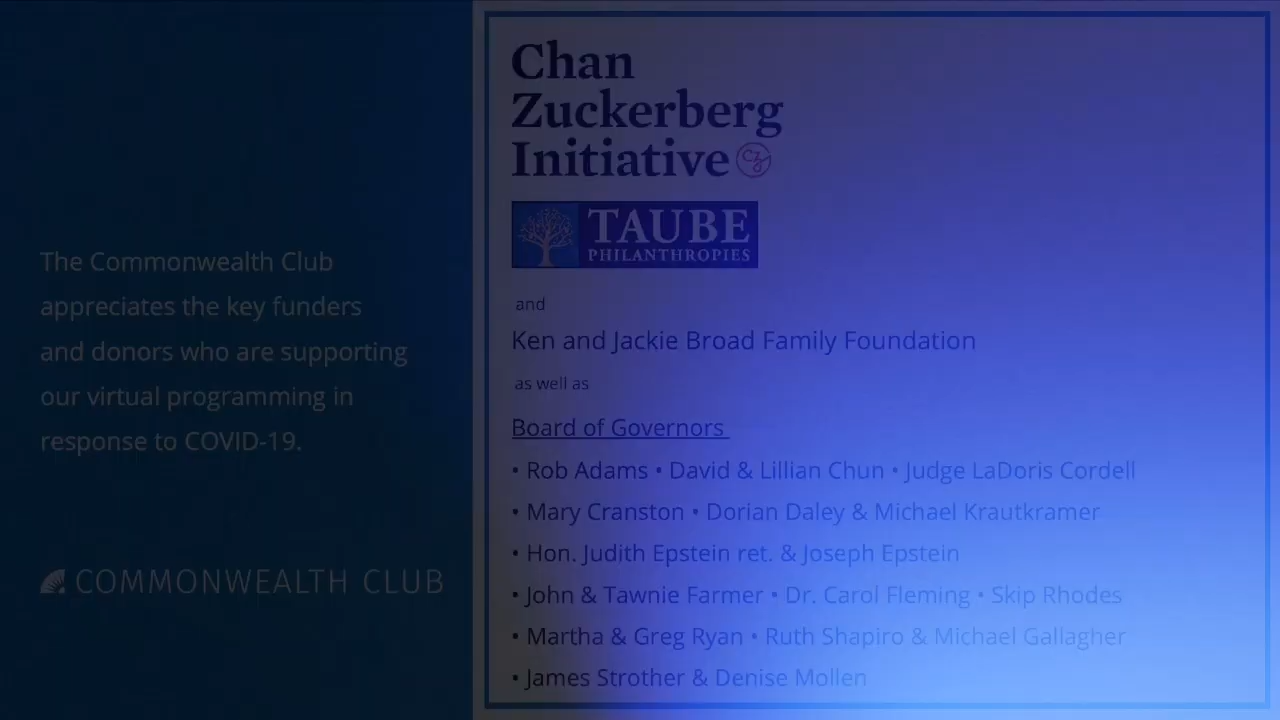 The Commonwealth Club
appreciates the key funders
and donors who are supporting
our virtual programming in
response to COVID-19.
COMMONWEALTH CLUB
Chan
Zuckerberg
Initiative
CZI
TAUBE
PHILANTHROPIES
and
Ken and Jackie Broad Family Foundation
as well as
Board of Governors
• Rob Adams • David & Lillian Chun • Judge LaDoris Cordell
• Mary Cranston • Dorian Daley & Michael Krautkramer
• Hon. Judith Epstein ret. & Joseph Epstein
• John & Tawnie Farmer • Dr. Carol Fleming • Skip Rhodes
• Martha & Greg Ryan • Ruth Shapiro & Michael Gallagher
• James Strother & Denise Mollen